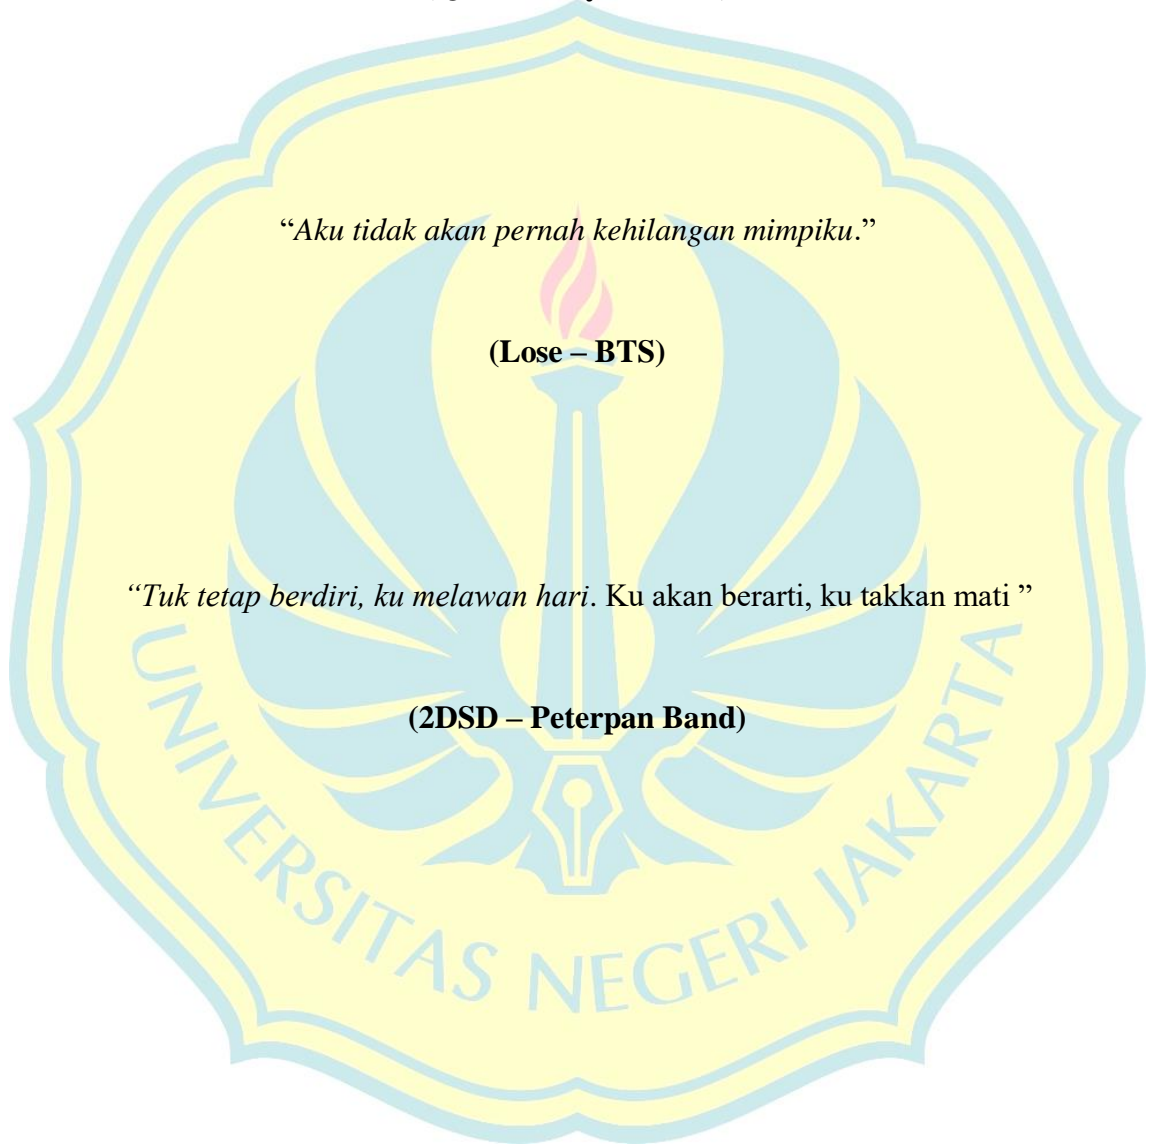 “Aku tidak akan pernah kehilangan mimpiku.”
(Lose – BTS)
“Tuk tetap berdiri, ku melawan hari. Ku akan berarti, ku takkan mati ”
(2DSD – Peterpan Band)
UNIVERSITAS NEGERI JAKARTA